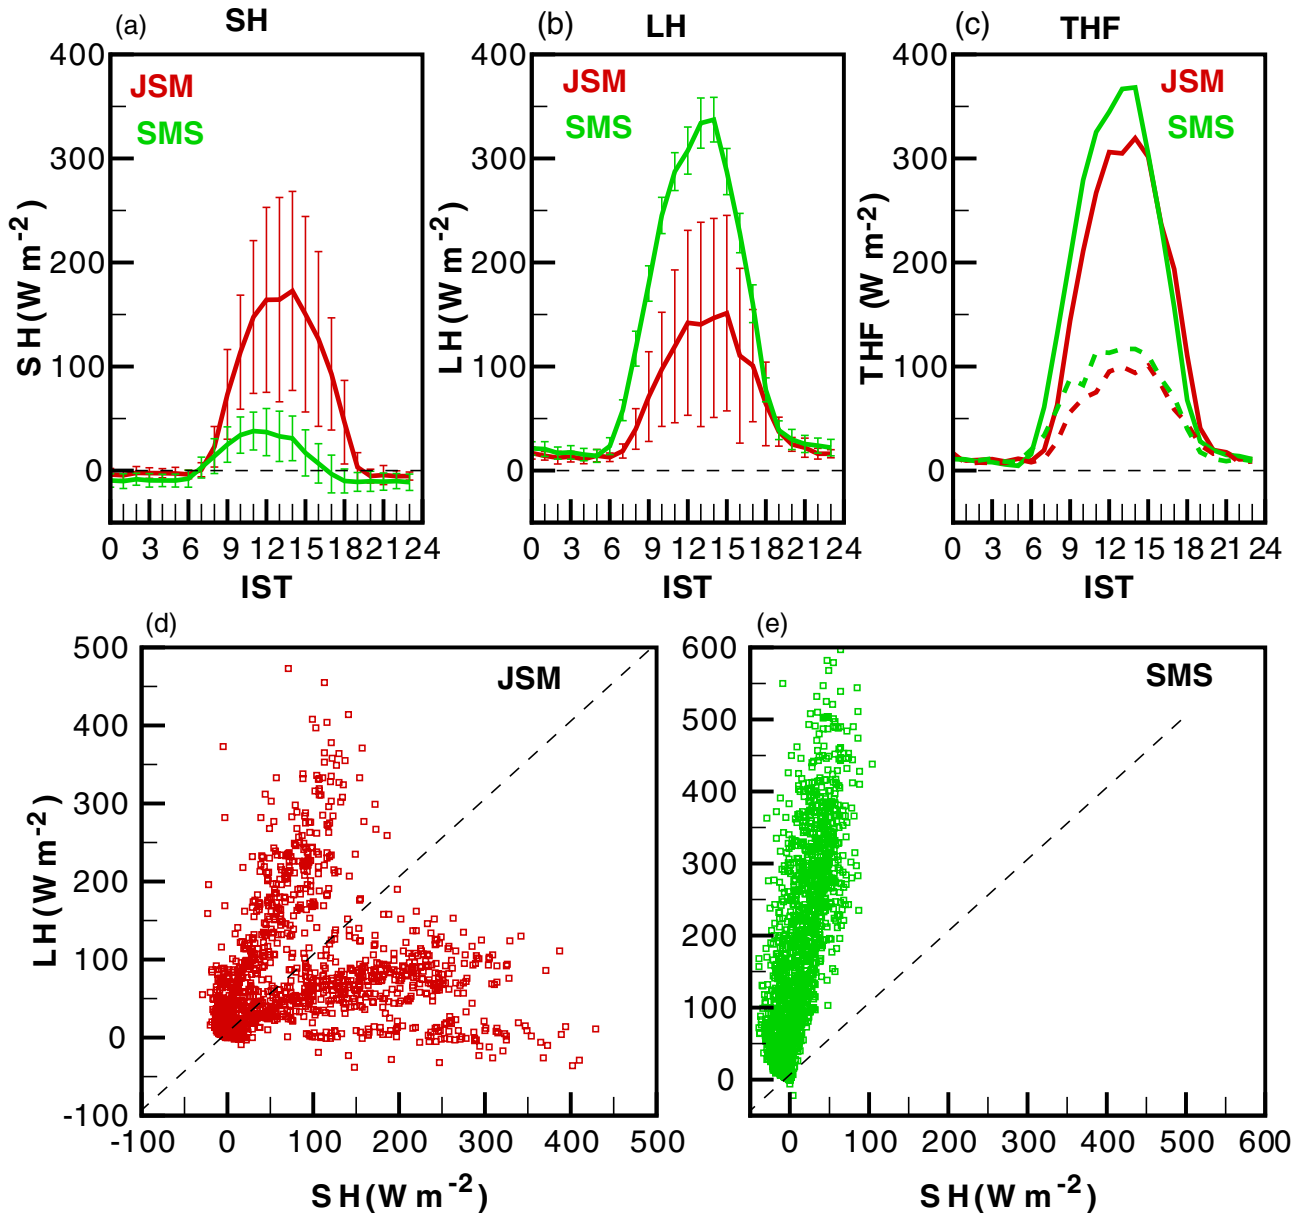 (a) SH
(b) LH
(c) THF
400
300
200
100
0
SH(W m-2)
JSM
SMS
0 3 6 9 12 15 18 21 24
IST
400
300
200
100
0
LH(W m-2)
JSM
SMS
0 3 6 9 12 15 18 21 24
IST
400
300
200
100
0
THF (W m-2)
JSM
SMS
0 3 6 9 12 15 18 21 24
IST
(d)
JSM
500
400
300
200
100
0
-100
LH(W m-2)
-100 0 100 200 300 400 500
SH(W m-2)
(e)
SMS
600
500
400
300
200
100
0
0 100 200 300 400 500 600
SH(W m-2)